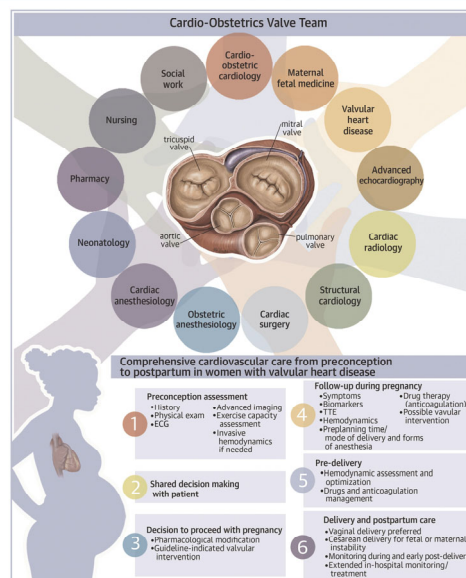 Cardio-Obstetrics Valve Team
Cardio-
obstetric
cardiology
Maternal
fetal medicine
Valvular
heart
disease
Advanced
echocardiography
Cardiac
radiology
Structural
cardiology
Cardiac
surgery
Obstetric
anesthesiology
Cardiac
anesthesiology
Neonatology
Pharmacy
Nursing
Social
work
tricuspid
valve
mitral
valve
aortic
valve
pulmonary
valve
Comprehensive cardiovascular care from preconception
to postpartum in women with valvular heart disease
1
Preconception assessment
•History
•Physical exam
•ECG
•Advanced imaging
•Exercise capacity
assessment
•Invasive
hemodynamics
if needed
2
Shared decision making
with patient
3
Decision to proceed with pregnancy
•Pharmacological modification
•Guideline-indicated valvular
intervention
4
Follow-up during pregnancy
•Symptoms
•Biomarkers
•TTE
•Hemodynamics
•Preplanning time/
mode of delivery and forms
of anesthesia
•Drug therapy
(anticoagulation)
•Possible vavular
intervention
5
Pre-delivery
•Hemodynamic assessment and
optimization
•Drugs and anticoagulation
management
6
Delivery and postpartum care
•Vaginal delivery preferred
•Cesarean delivery for fetal or maternal
instability
•Monitoring during and early post-delivery
•Extended in-hospital monitoring/
treatment